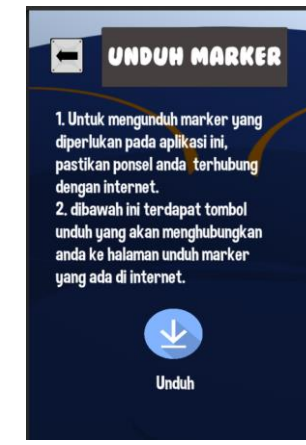 UNDUH MARKER
1. Untuk mengunduh marker yang
diperlukan pada aplikasi ini,
pastikan ponsel anda terhubung
dengan internet.
2. dibawah ini terdapat tombol
unduh yang akan menghubungkan
anda ke halaman unduh marker
yang ada di internet.
Unduh